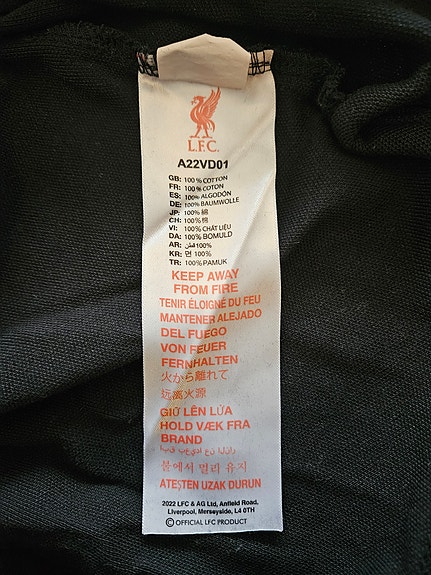 L.F.C.
A22VD01
GB: 100% COTTON
FR: 100% COTON
ES: 100% ALGODÓN
DE: 100% BAUMWOLLE
JP: 100% 綿
CH: 100% 棉
VI: 100% CHẤT LIỆU
DA: 100% BOMULD
AR: قطن 100%
KR: 면 100%
TR: 100% PAMUK
KEEP AWAY
FROM FIRE
TENIR ÉLOIGNÉ DU FEU
MANTENER ALEJADO
DEL FUEGO
VON FEUER
FERNHALTEN
火から離れて
远离火源
GIỮ LÊN LỬA
HOLD VÆK FRA
BRAND
불에서 멀리 유지
ATEŞTEN UZAK DURUN
2022 LFC & AG Ltd, Anfield Road,
Liverpool, Merseyside, L4 0TH
© OFFICIAL LFC PRODUCT